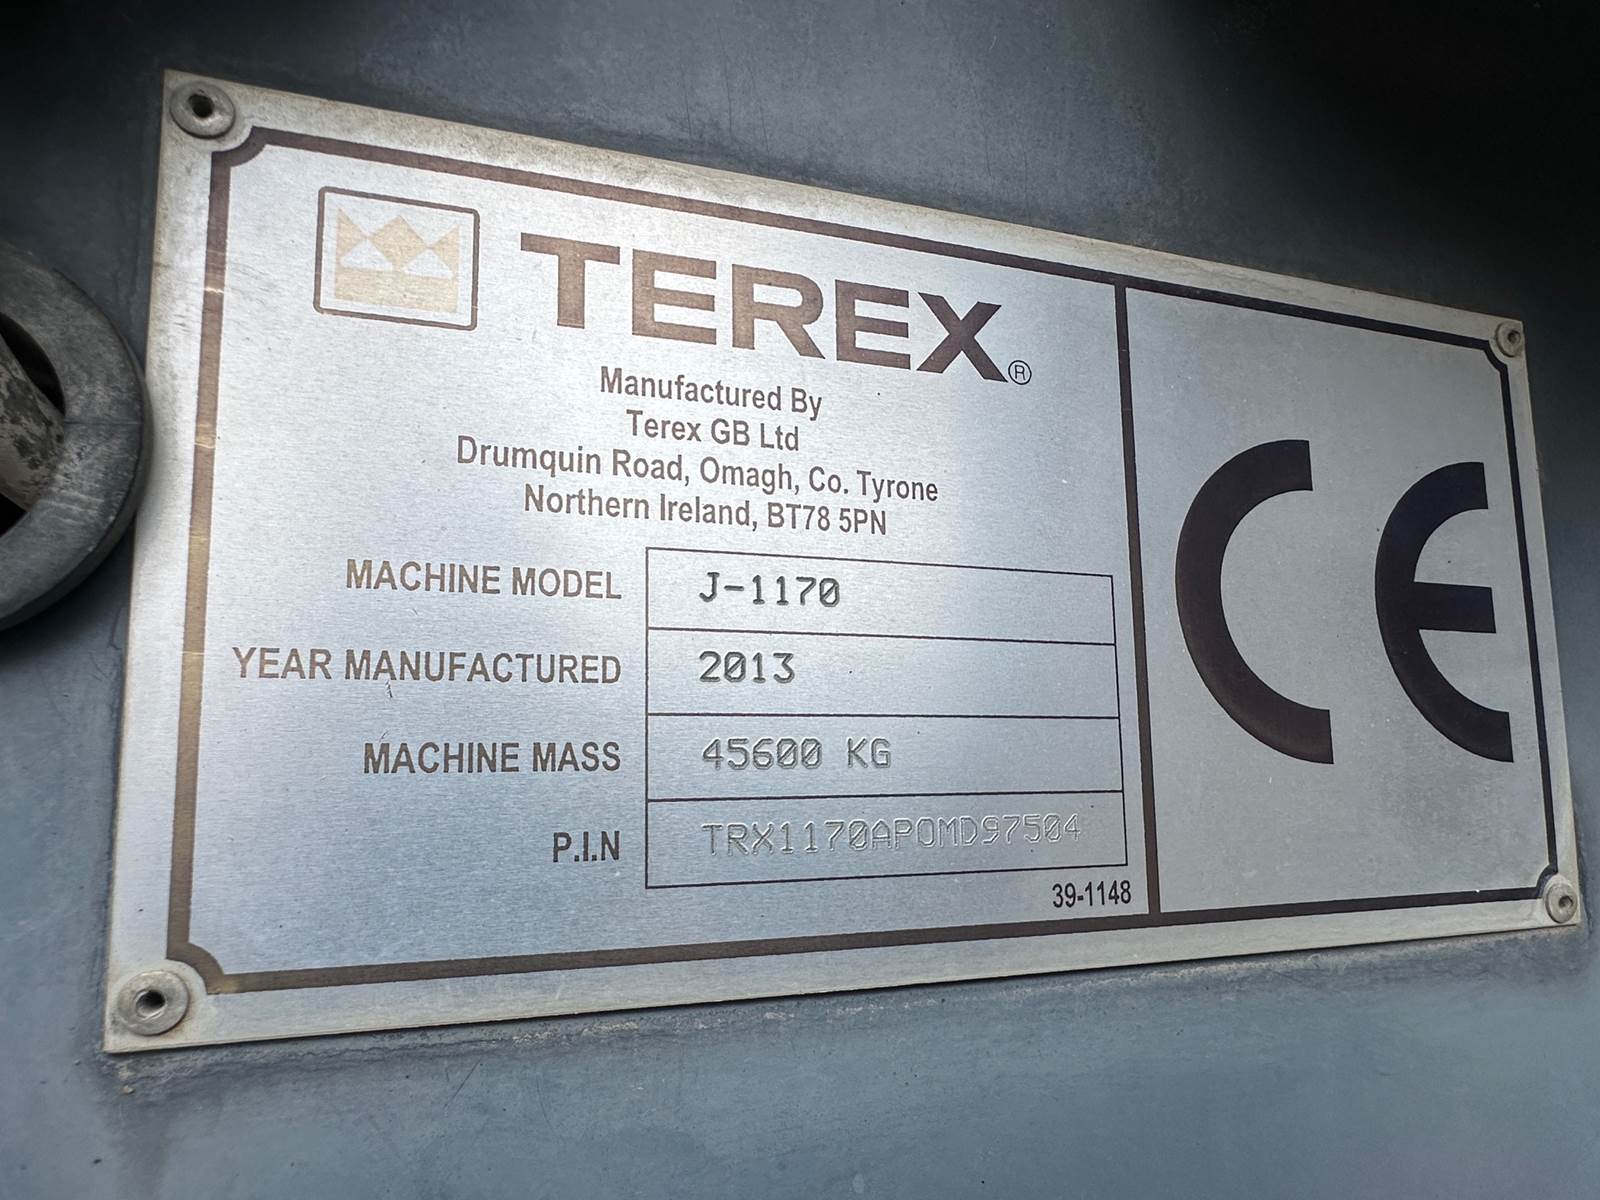 TEREX®
Manufactured By
Terex GB Ltd
Drumquin Road, Omagh, Co. Tyrone
Northern Ireland, BT78 5PN
MACHINE MODEL J-1170
YEAR MANUFACTURED 2013
MACHINE MASS 45600 KG
P.I.N TRX1170APOMD97504
39-1148
CE